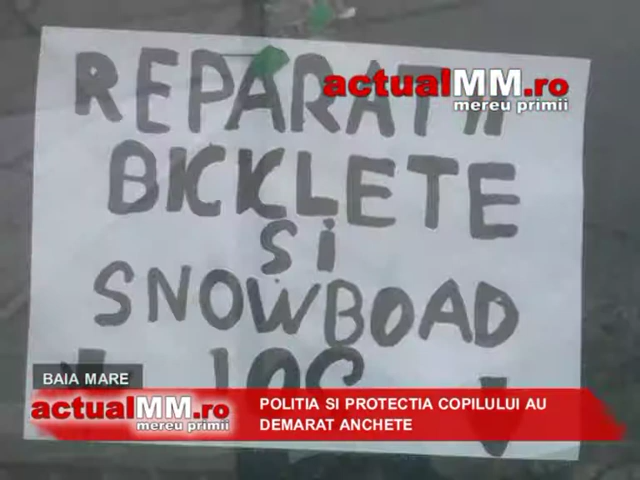 actualMM.ro
mereu primii
REPARATII
BICKLETE
SI
SNOWBOAD
JOS
BAIA MARE
actualMM.ro
mereu primii
POLITIA SI PROTECTIA COPILULUI AU
DEMARAT ANCHETE